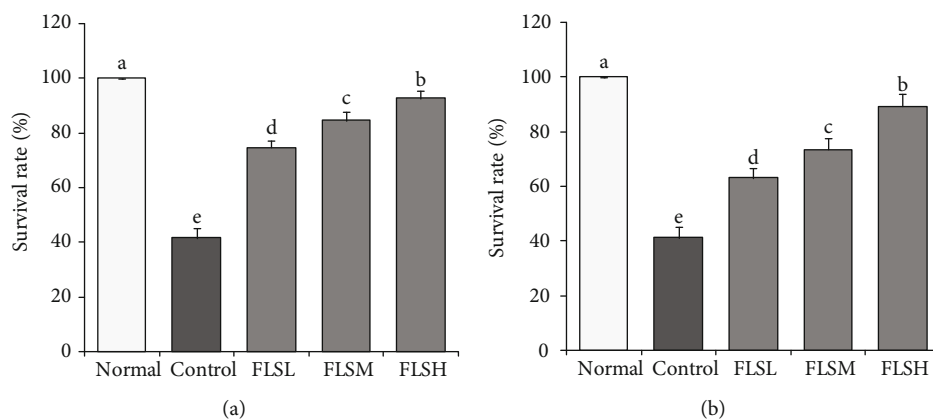 120
100
80
60
40
20
0
Survival rate (%)
a
e
d
c
b
Normal Control FLSL FLSM FLSH
(a)
120
100
80
60
40
20
0
Survival rate (%)
a
e
d
c
b
Normal Control FLSL FLSM FLSH
(b)